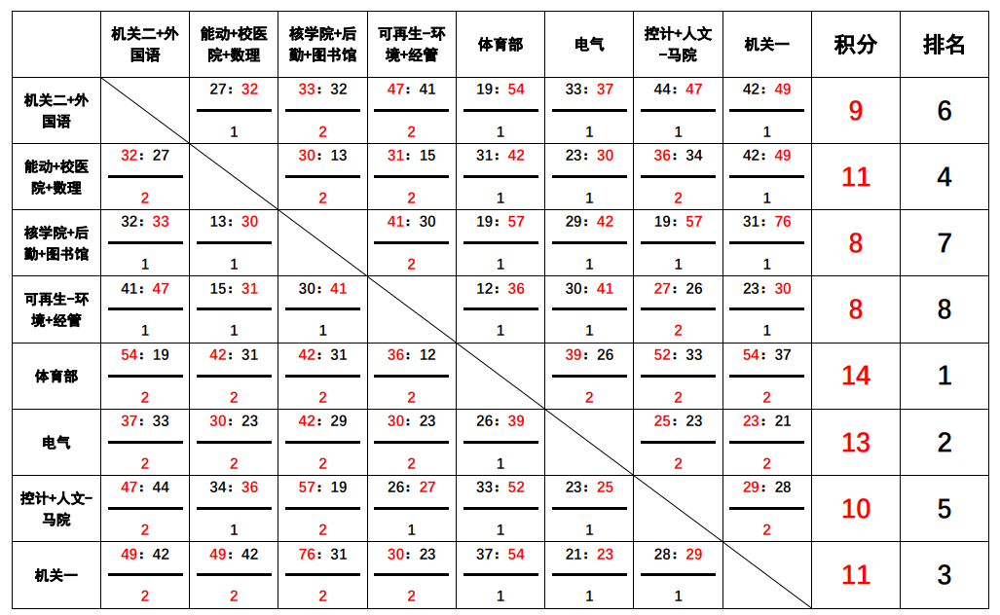 机关二+外 能动+校医 核学院+后 可再生-环 体育部 电气 控计+人文 机关一 积分 排名
国语 院+数理 勤+图书馆 境+经管 -马院
机关二+外 27: 32 33: 32 47: 41 19: 54 33: 37 44: 47 42: 49 9 6
国语 1 2 2 1 1 1 1
能动+校医 32: 27 30: 13 31: 15 31: 42 23: 30 36: 34 42: 49 11 4
院+数理 2 2 2 1 1 2 1
核学院+后 32: 33 13: 30 41: 30 19: 57 29: 42 19: 57 31: 76 8 7
勤+图书馆 1 1 2 1 1 1 1
可再生-环 41: 47 15: 31 30: 41 12: 36 30: 41 27: 26 23: 30 8 8
境+经管 1 1 1 1 1 2 1
体育部 54: 19 42: 31 42: 31 36: 12 39: 26 52: 33 54: 37 14 1
2 2 2 2 2 2 2
电气 37: 33 30: 23 42: 29 30: 23 26: 39 25: 23 23: 21 13 2
2 2 2 2 1 2 2
控计+人文- 47: 44 34: 36 57: 19 26: 27 33: 52 23: 25 29: 28 10 5
马院 2 1 2 1 1 1 2
机关一 49: 42 49: 42 76: 31 30: 23 37: 54 21: 23 28: 29 11 3
2 2 2 2 1 1 1